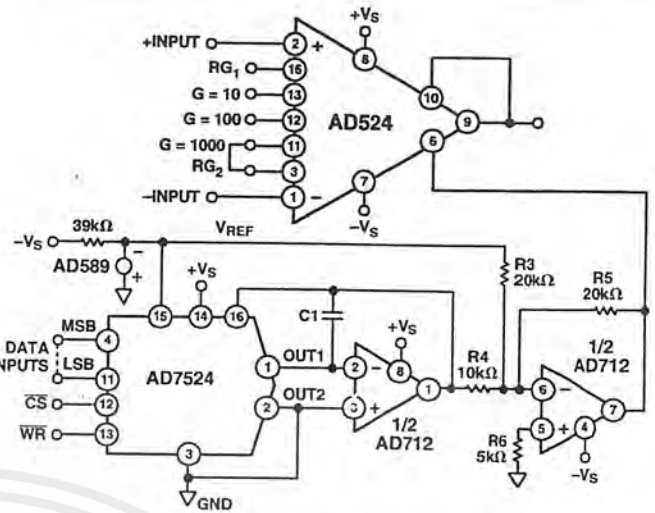 +VS
+INPUT
2
+
8
RG1
16
G = 10
13
10
G = 100
12
AD524
9
G = 1000
11
6
RG2
3
7
–INPUT
1
–
–VS
VREF
39kΩ
–VS
–
AD589
+
+VS
R3
20kΩ
R5
20kΩ
15
14
16
C1
MSB
4
+VS
DATA
INPUTS
1
OUT1
2
–
8
R4
10kΩ
1/2
AD712
LSB
11
AD7524
1
6
–
CS
12
2
OUT2
3
+
7
WR
13
1/2
AD712
5
+
4
R6
5kΩ
3
–VS
GND